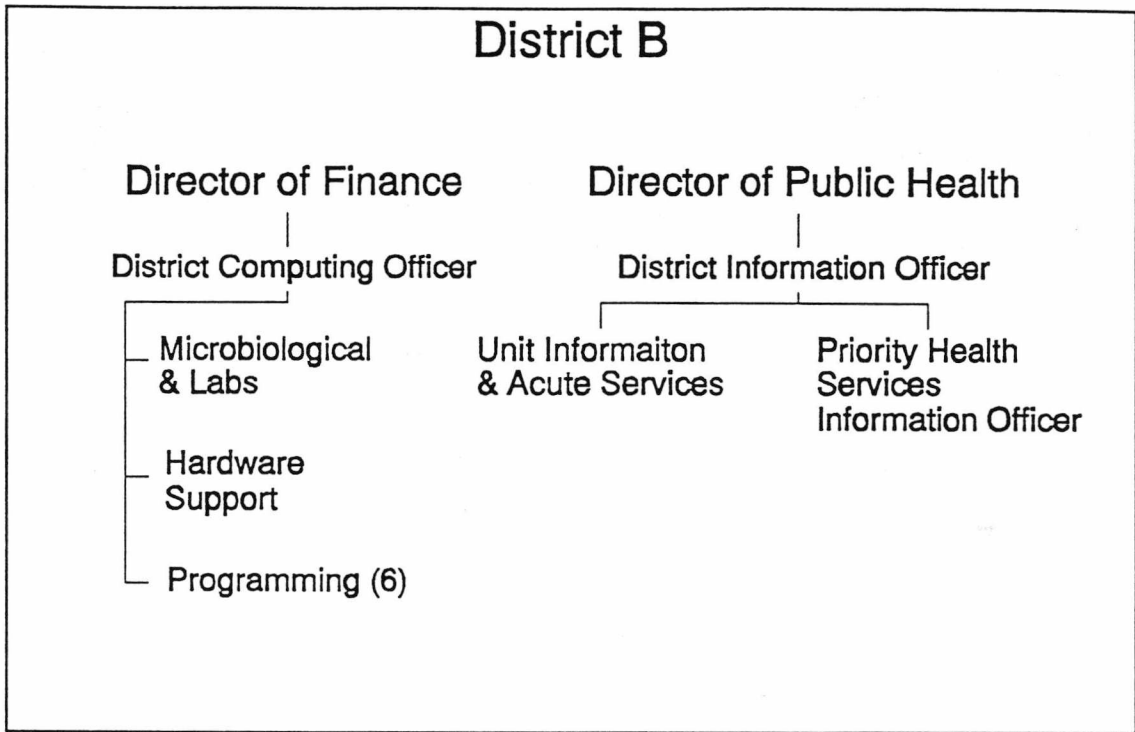 District B
Director of Finance
District Computing Officer
Microbiological
& Labs
Hardware
Support
Programming (6)
Director of Public Health
District Information Officer
Unit Informaiton
& Acute Services
Priority Health
Services
Information Officer